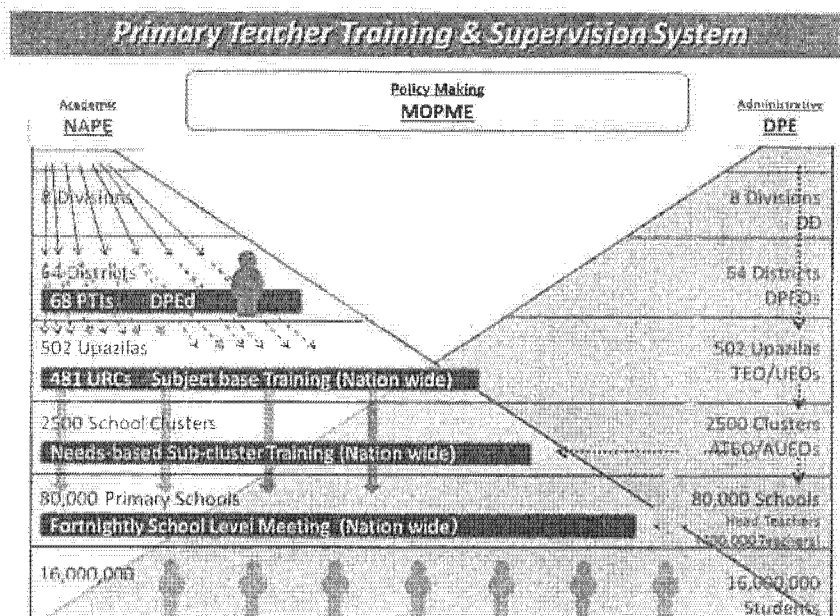 Primary Teacher Training & Supervision System
Policy Making
MOPME
Academic
NAPE
Administrative
DPE
8 Divisions
8 Divisions
DD
64 Districts
68 PTIs DPEd
64 Districts
DPEOs
502 Upazilas
481 URCs Subject base Training (Nation wide)
502 Upazilas
TEO/UEOs
2500 School Clusters
Needs-based Sub-cluster Training (Nation wide)
2500 Clusters
ATEO/AUEOs
80,000 Primary Schools
Fortnightly School Level Meeting (Nation wide)
80,000 Schools
Head Teachers
Teachers)
16,000,000
16,000,000
Students